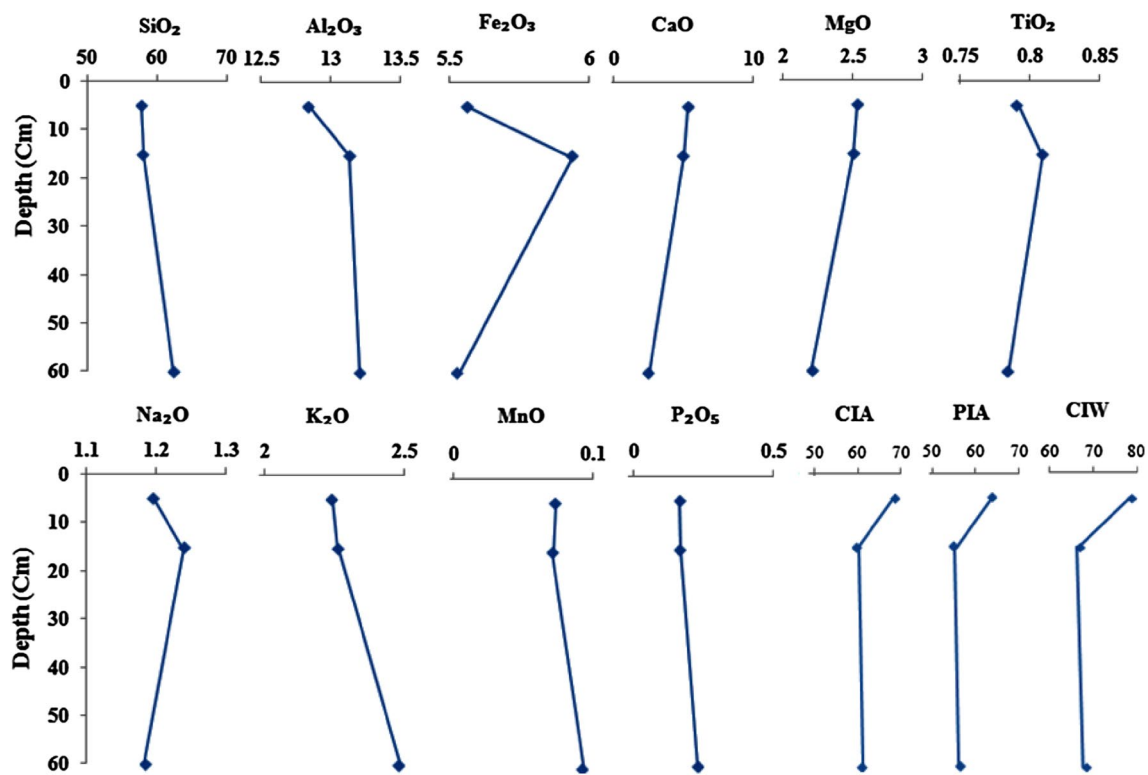 SiO₂ Al₂O₃ Fe₂O₃ CaO MgO TiO₂
50 60 70 12.5 13 13.5 5.5 6 0 10 2 2.5 3 0.75 0.8 0.85
Depth (Cm)
0
10
20
30
40
50
60
Na₂O K₂O MnO P₂O₅ CIA PIA CIW
1.1 1.2 1.3 2 2.5 0 0.1 0 0.5 50 60 70 50 60 70 60 70 80
Depth (Cm)
0
10
20
30
40
50
60